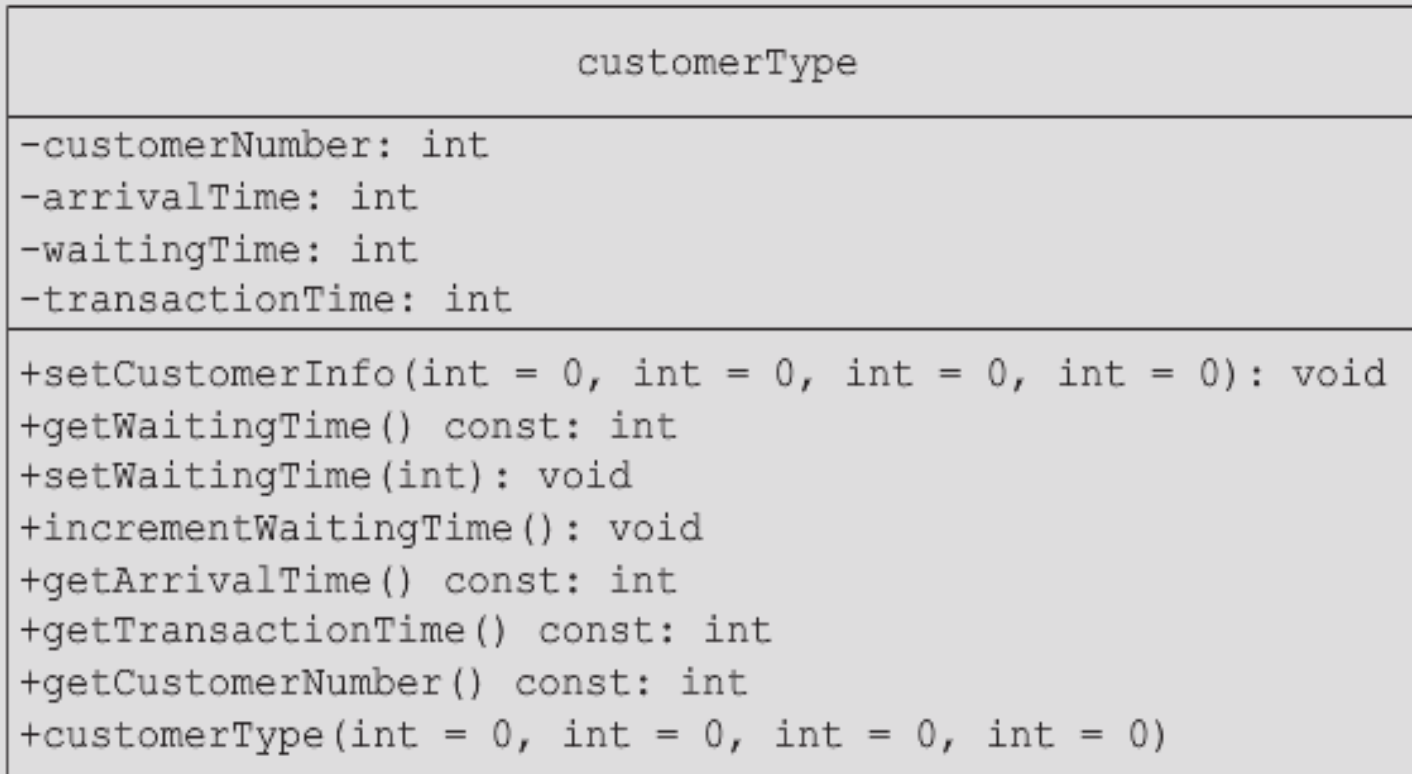 customerType
-customerNumber: int
-arrivalTime: int
-waitingTime: int
-transactionTime: int
+setCustomerInfo(int = 0, int = 0, int = 0, int = 0): void
+getWaitingTime() const: int
+setWaitingTime(int): void
+incrementWaitingTime(): void
+getArrivalTime() const: int
+getTransactionTime() const: int
+getCustomerNumber() const: int
+customerType(int = 0, int = 0, int = 0, int = 0)